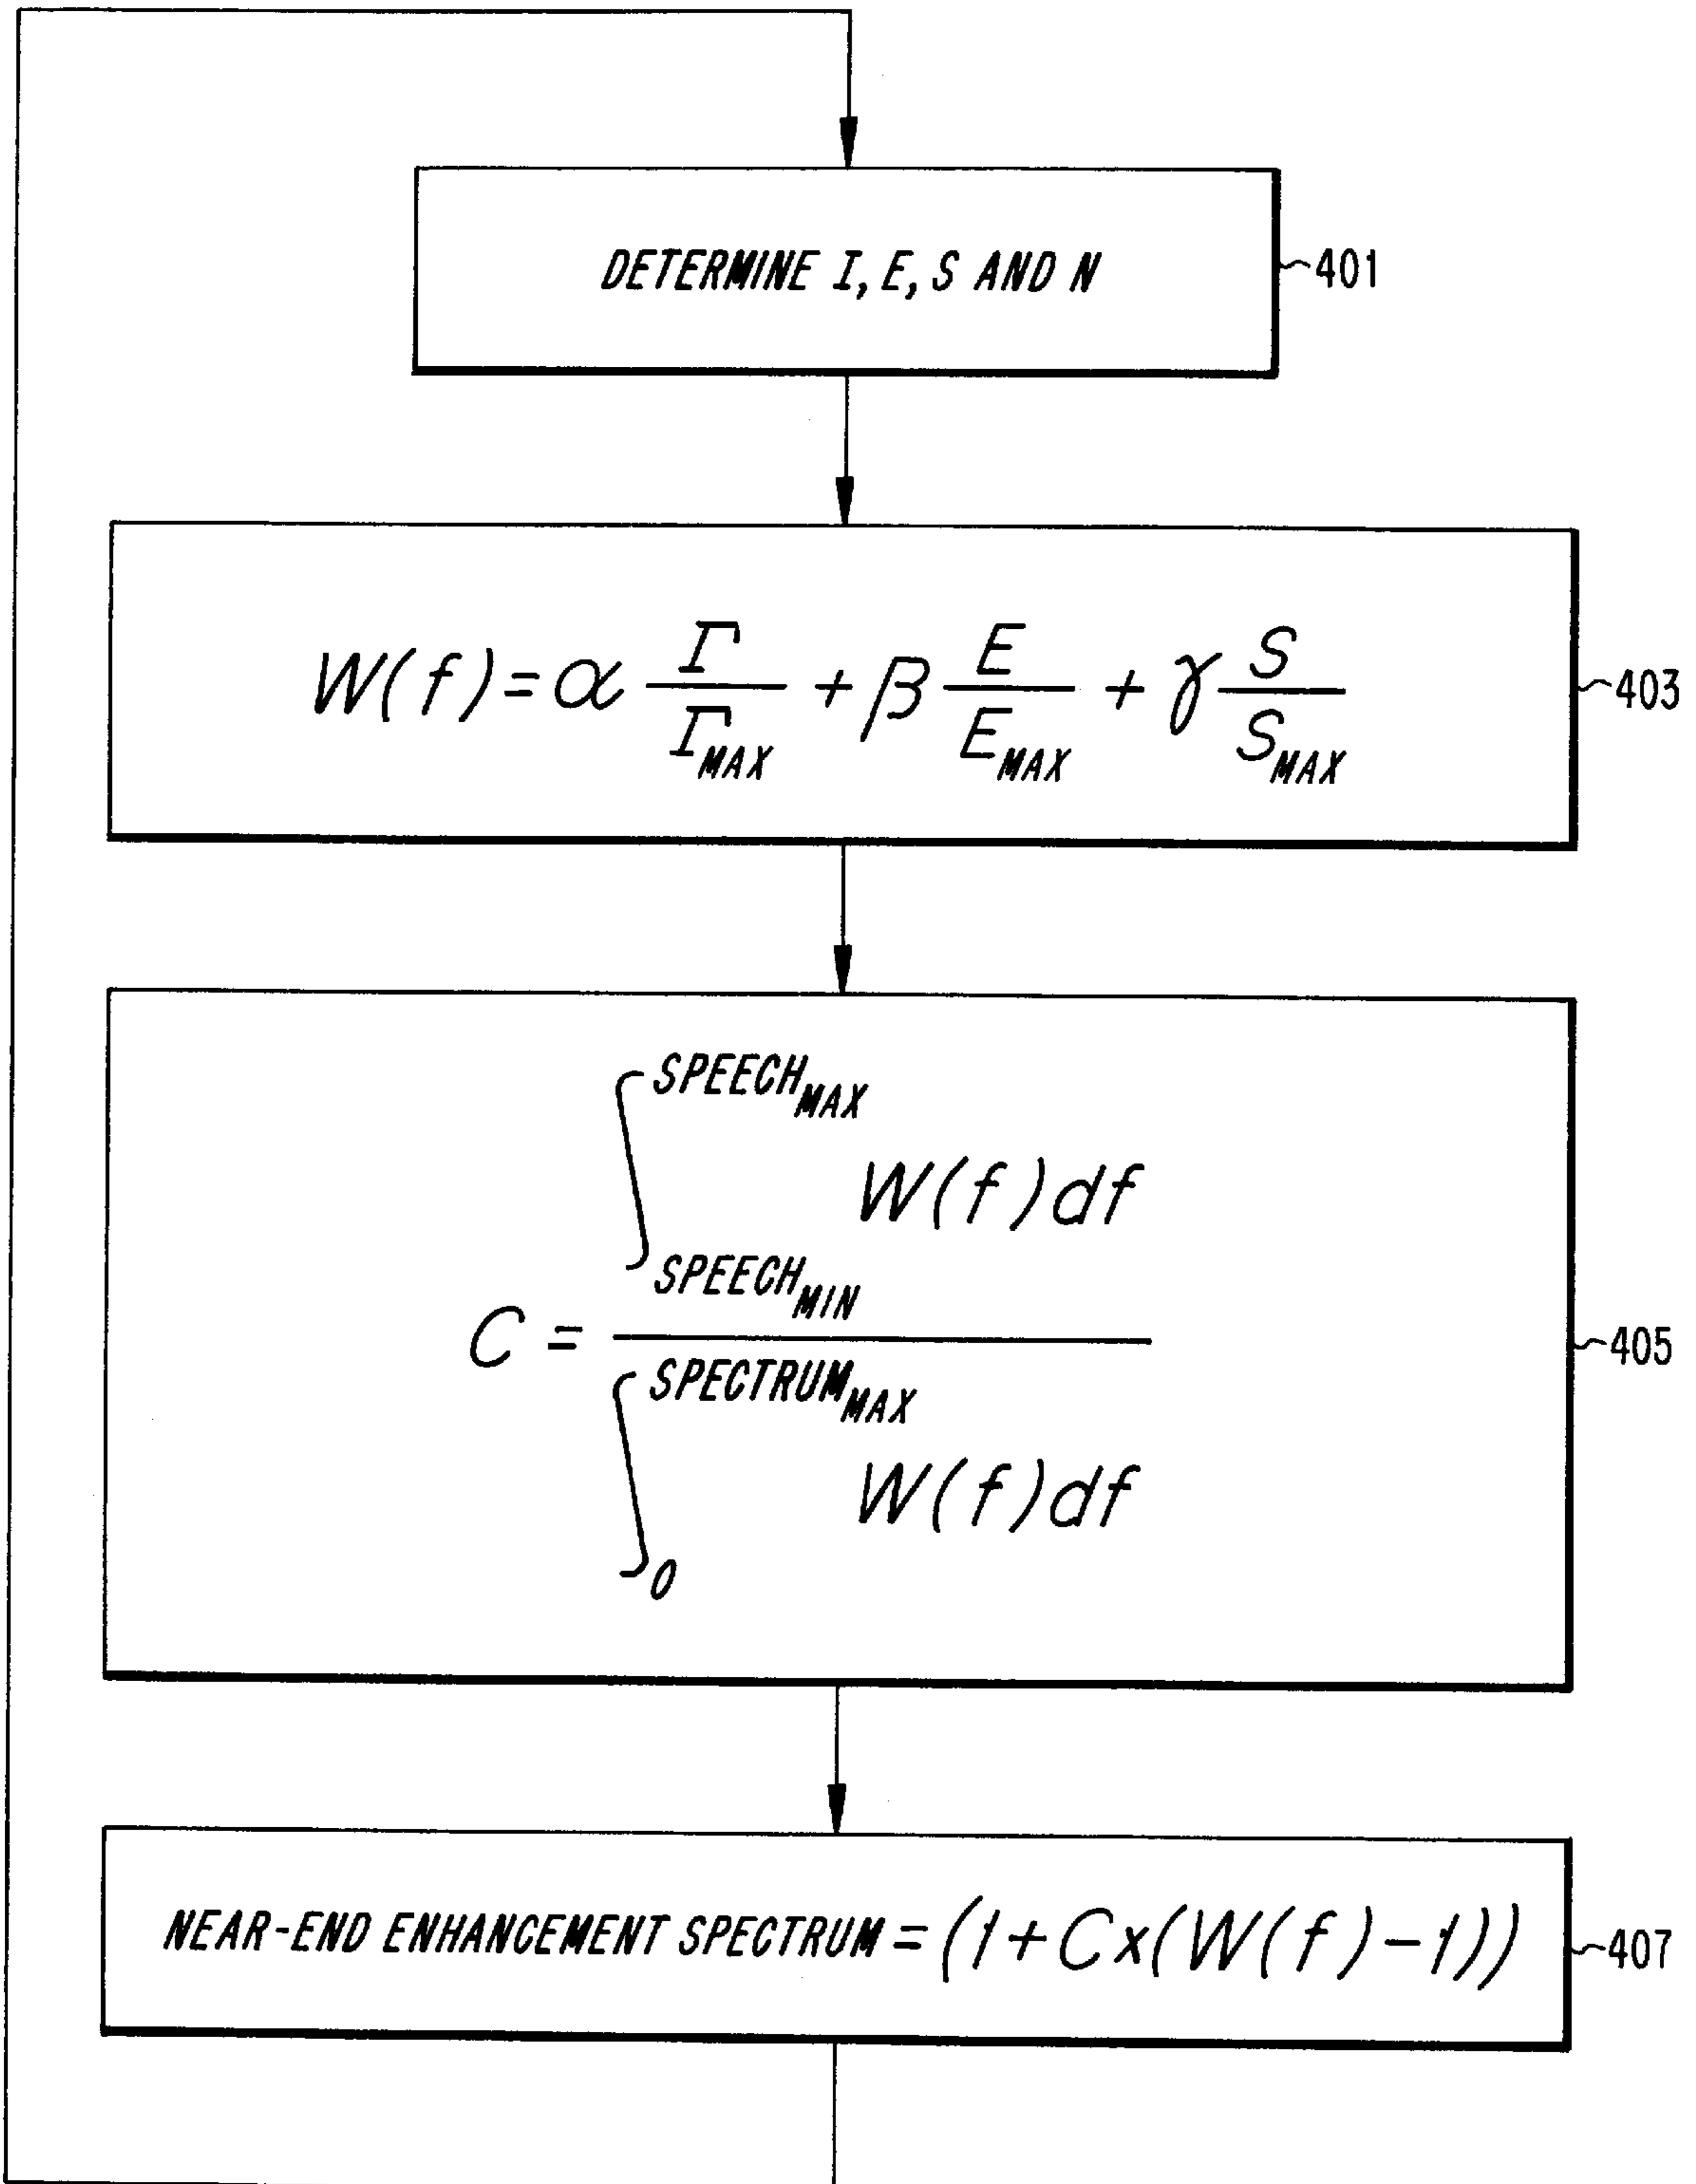 DETERMINE I, E, S AND N
401
W(f) = α Γ/Γ_MAX + β E/E_MAX + γ S/S_MAX
403
SPEECH_MAX
∫ W(f)df
SPEECH_MIN
C =
SPECTRUM_MAX
∫ W(f)df
0
405
NEAR-END ENHANCEMENT SPECTRUM = (1+Cx(W(f)-1))
407